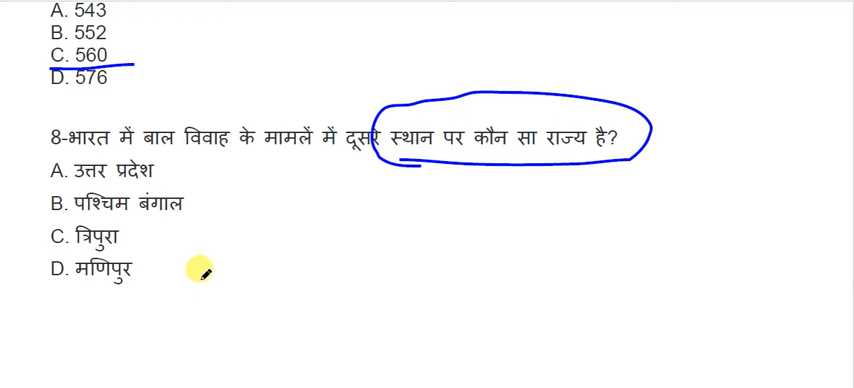 A. 543
B. 552
C. 560
D. 576
8-भारत में बाल विवाह के मामलें में दूसरे स्थान पर कौन सा राज्य है?
A. उत्तर प्रदेश
B. पश्चिम बंगाल
C. त्रिपुरा
D. मणिपुर